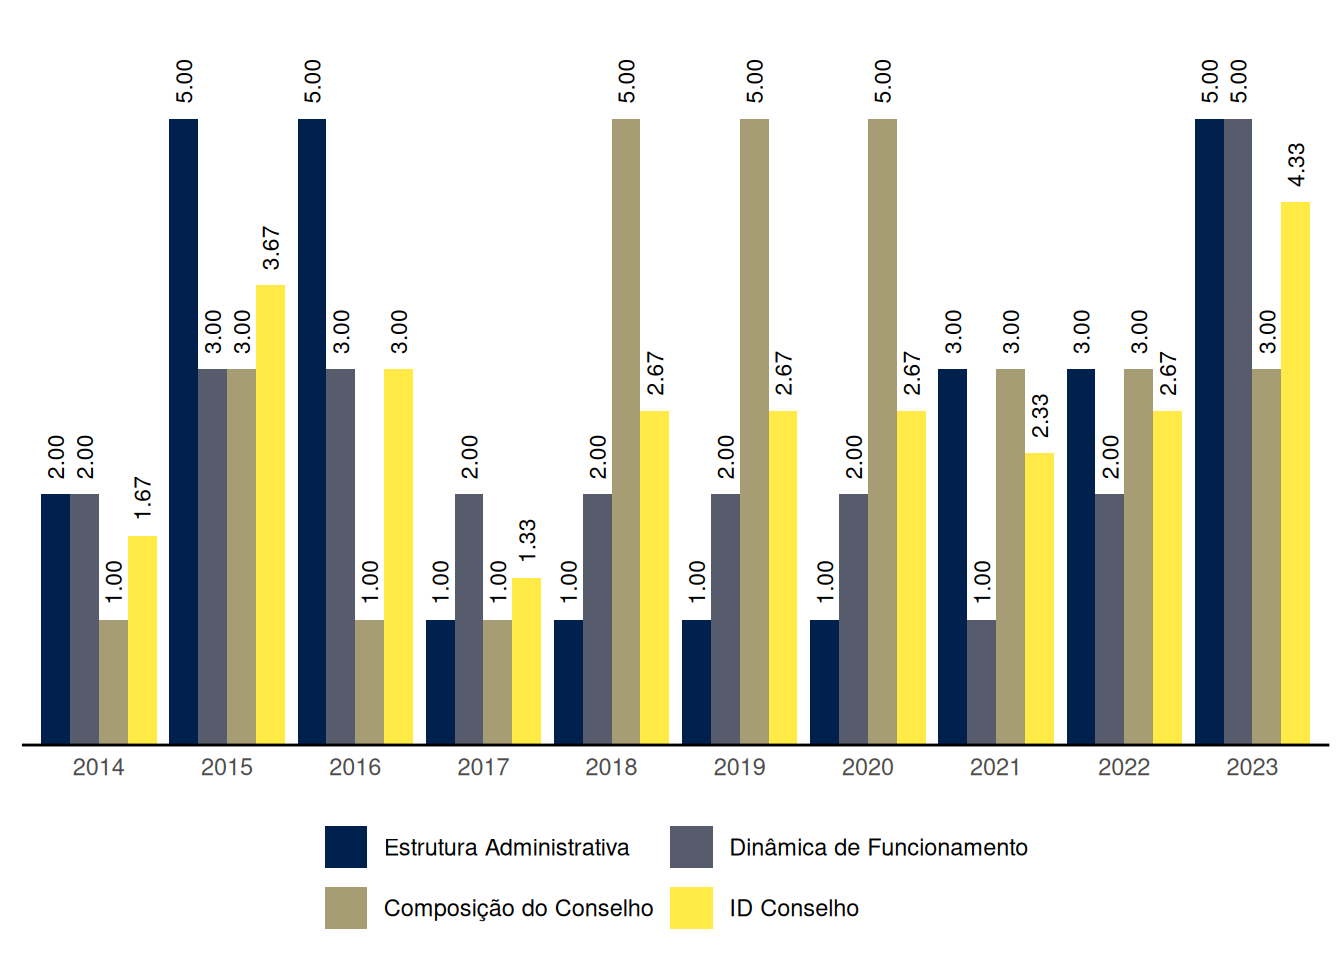 2.00 2.00 1.00 1.67
5.00 3.00 3.00 3.67
5.00 3.00 1.00 3.00
1.00 2.00 1.00 1.33
1.00 2.00 5.00 2.67
1.00 2.00 5.00 2.67
1.00 2.00 5.00 2.67
3.00 1.00 3.00 2.33
3.00 2.00 3.00 2.67
5.00 5.00 3.00 4.33
2014 2015 2016 2017 2018 2019 2020 2021 2022 2023
Estrutura Administrativa Dinâmica de Funcionamento
Composição do Conselho ID Conselho